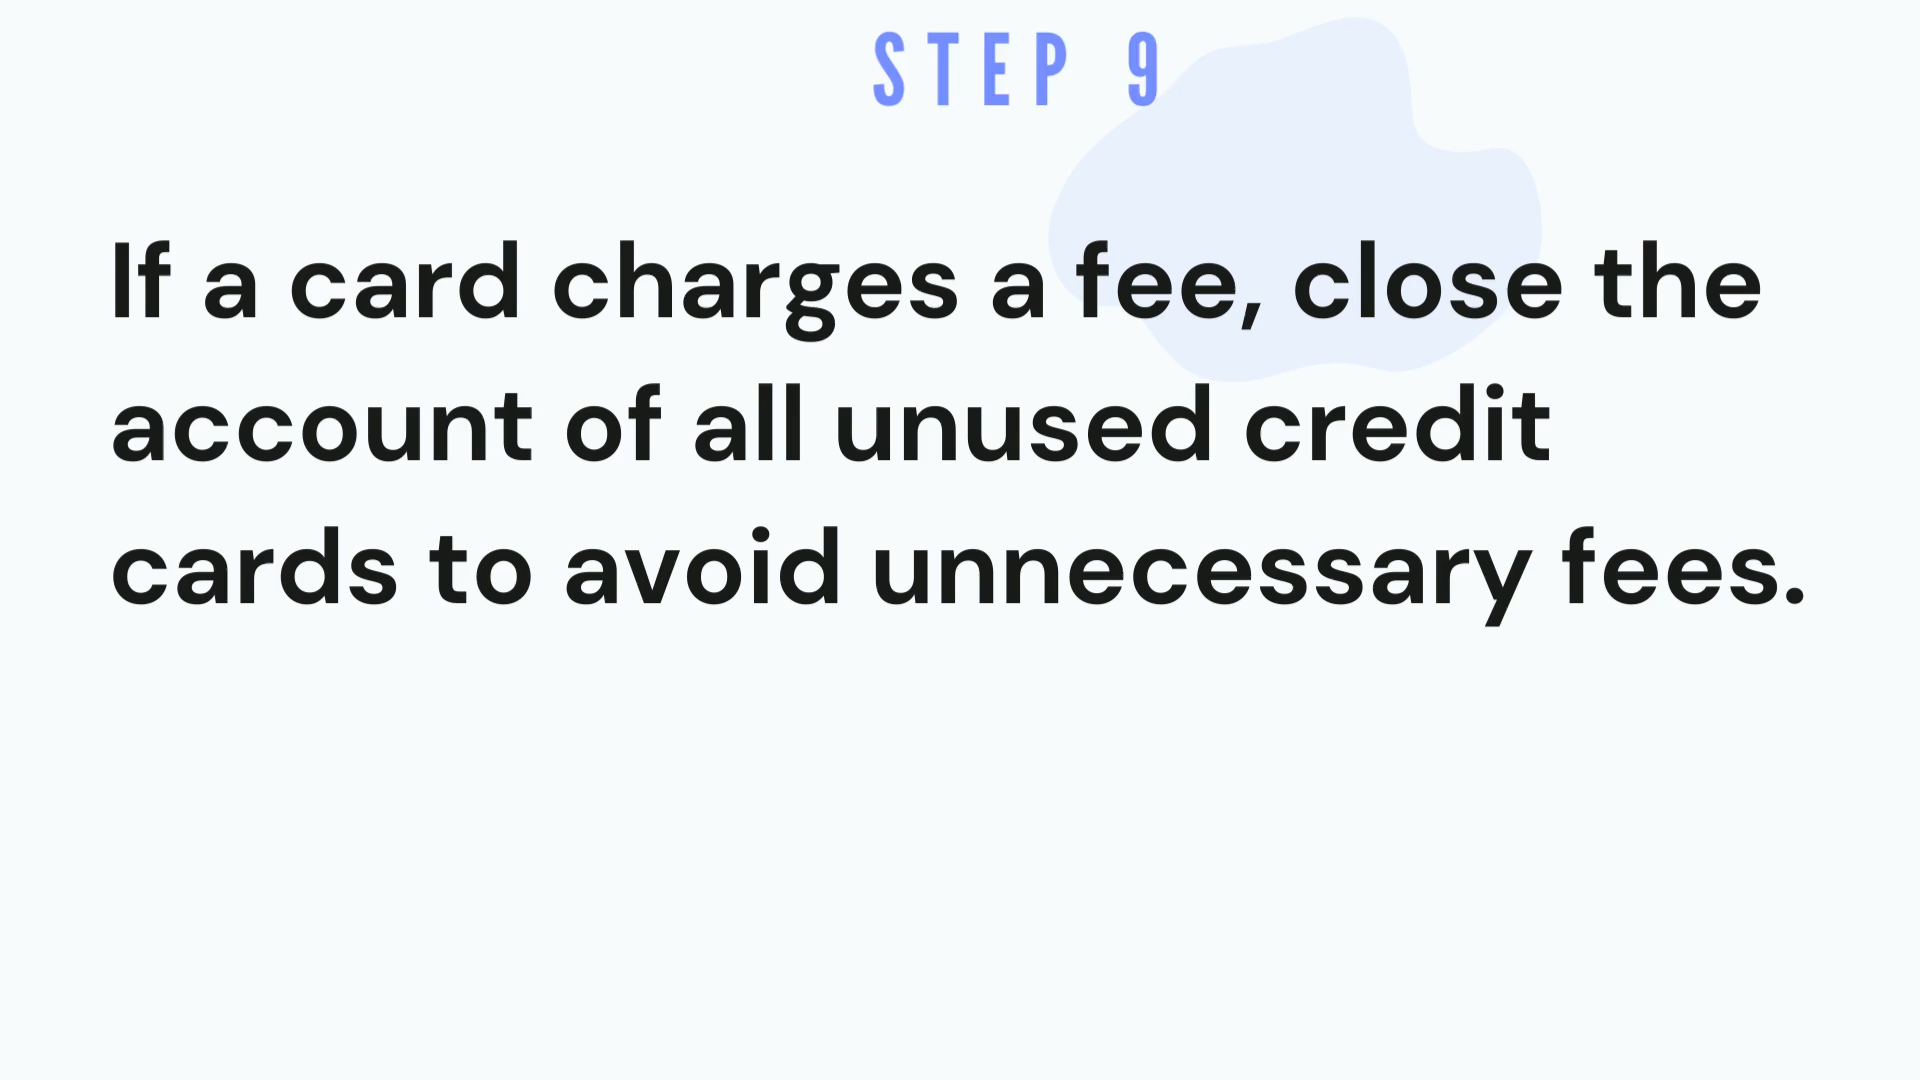 STEP 9
If a card charges a fee, close the
account of all unused credit
cards to avoid unnecessary fees.